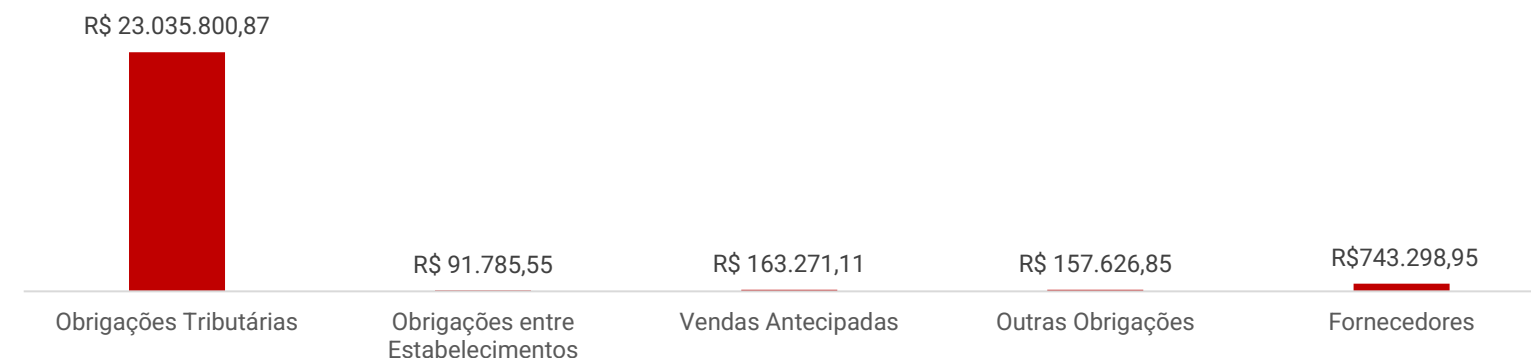 R$ 23.035.800,87
R$ 91.785,55
R$ 163.271,11
R$ 157.626,85
R$743.298,95
Obrigações Tributárias
Obrigações entre
Estabelecimentos
Vendas Antecipadas
Outras Obrigações
Fornecedores